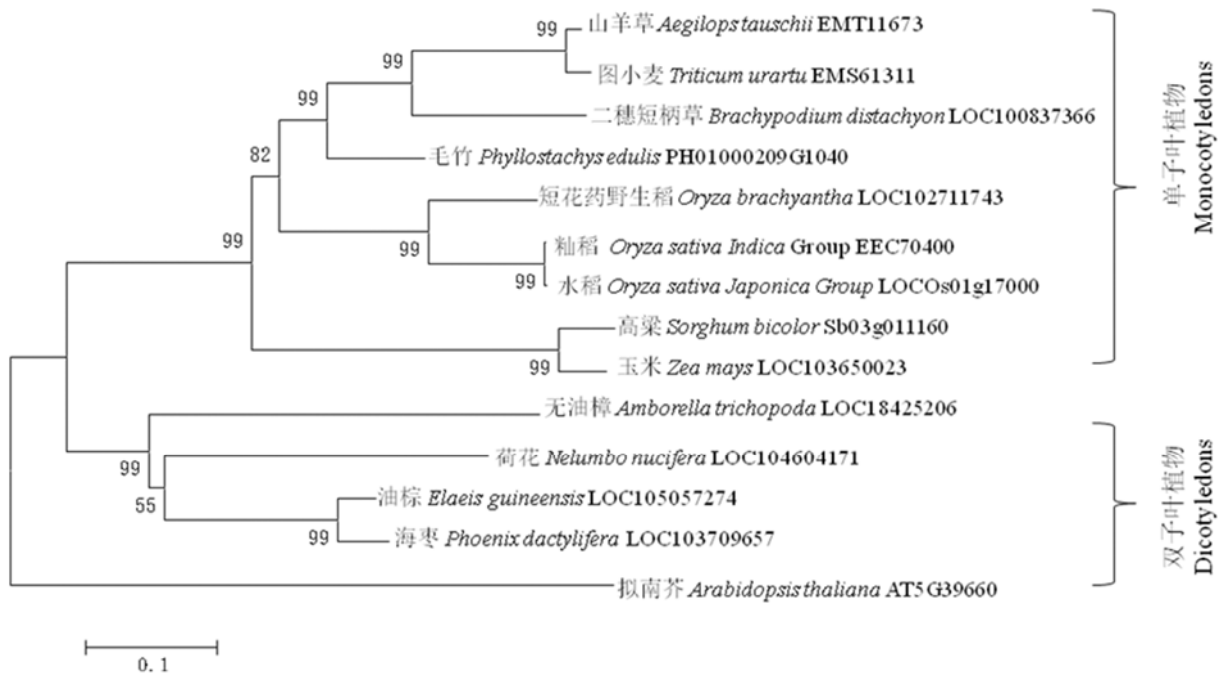 99
山羊草 Aegilops tauschii EMT11673
99
图小麦 Triticum urartu EMS61311
99
二穗短柄草 Brachypodium distachyon LOC100837366
82
毛竹 Phyllostachys edulis PH01000209G1040
短花药野生稻 Oryza brachyantha LOC102711743
99
99
籼稻 Oryza sativa Indica Group EEC70400
99
水稻 Oryza sativa Japonica Group LOCOs01g17000
高粱 Sorghum bicolor Sb03g011160
99
玉米 Zea mays LOC103650023
单子叶植物
Monocotyledons
无油樟 Amborella trichopoda LOC18425206
99
荷花 Nelumbo nucifera LOC104604171
55
油棕 Elaeis guineensis LOC105057274
99
海枣 Phoenix dactylifera LOC103709657
拟南芥 Arabidopsis thaliana AT5G39660
双子叶植物
Dicotyledons
0.1